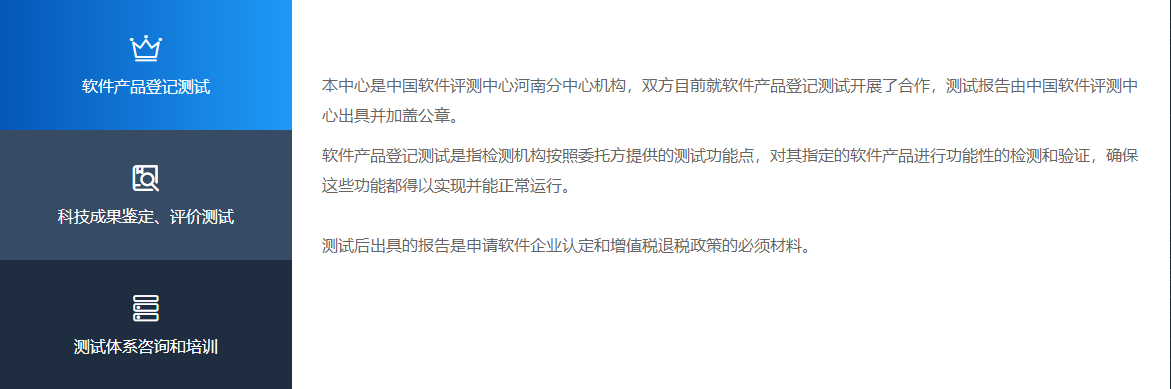 软件产品登记测试
科技成果鉴定、评价测试
测试体系咨询和培训
本中心是中国软件评测中心河南分中心机构，双方目前就软件产品登记测试开展了合作，测试报告由中国软件评测中
心出具并加盖公章。
软件产品登记测试是指检测机构按照委托方提供的测试功能点，对其指定的软件产品进行功能性的检测和验证，确保
这些功能都得以实现并能正常运行。
测试后出具的报告是申请软件企业认定和增值税退税政策的必须材料。